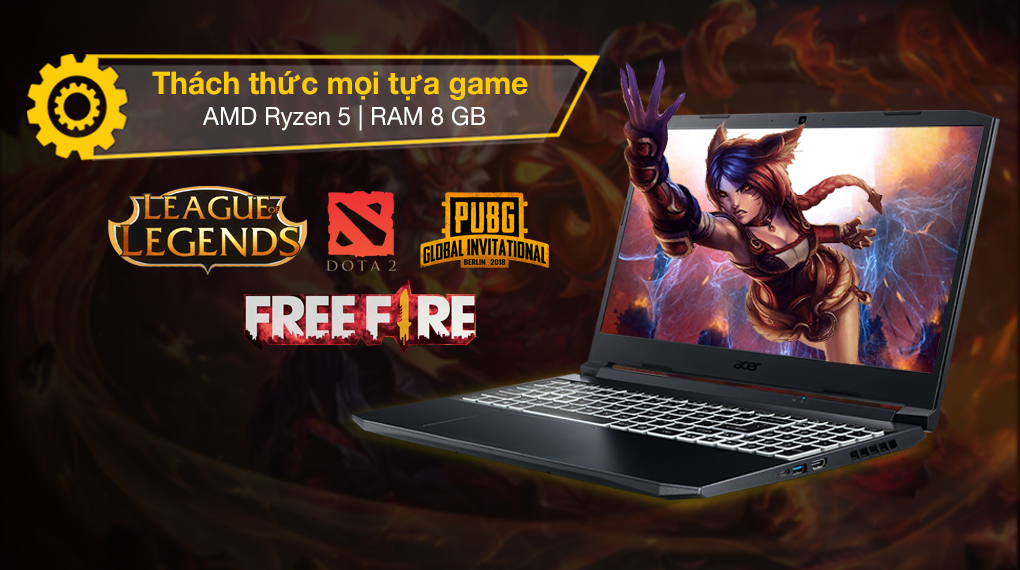 Thách thức mọi tựa game
AMD Ryzen 5 | RAM 8 GB
LEAGUE OF
LEGENDS
DOTA 2
PUBG
GLOBAL INVITATIONAL
BERLIN 2018
FREE FIRE
acer